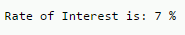 Rate of Interest is: 7 %